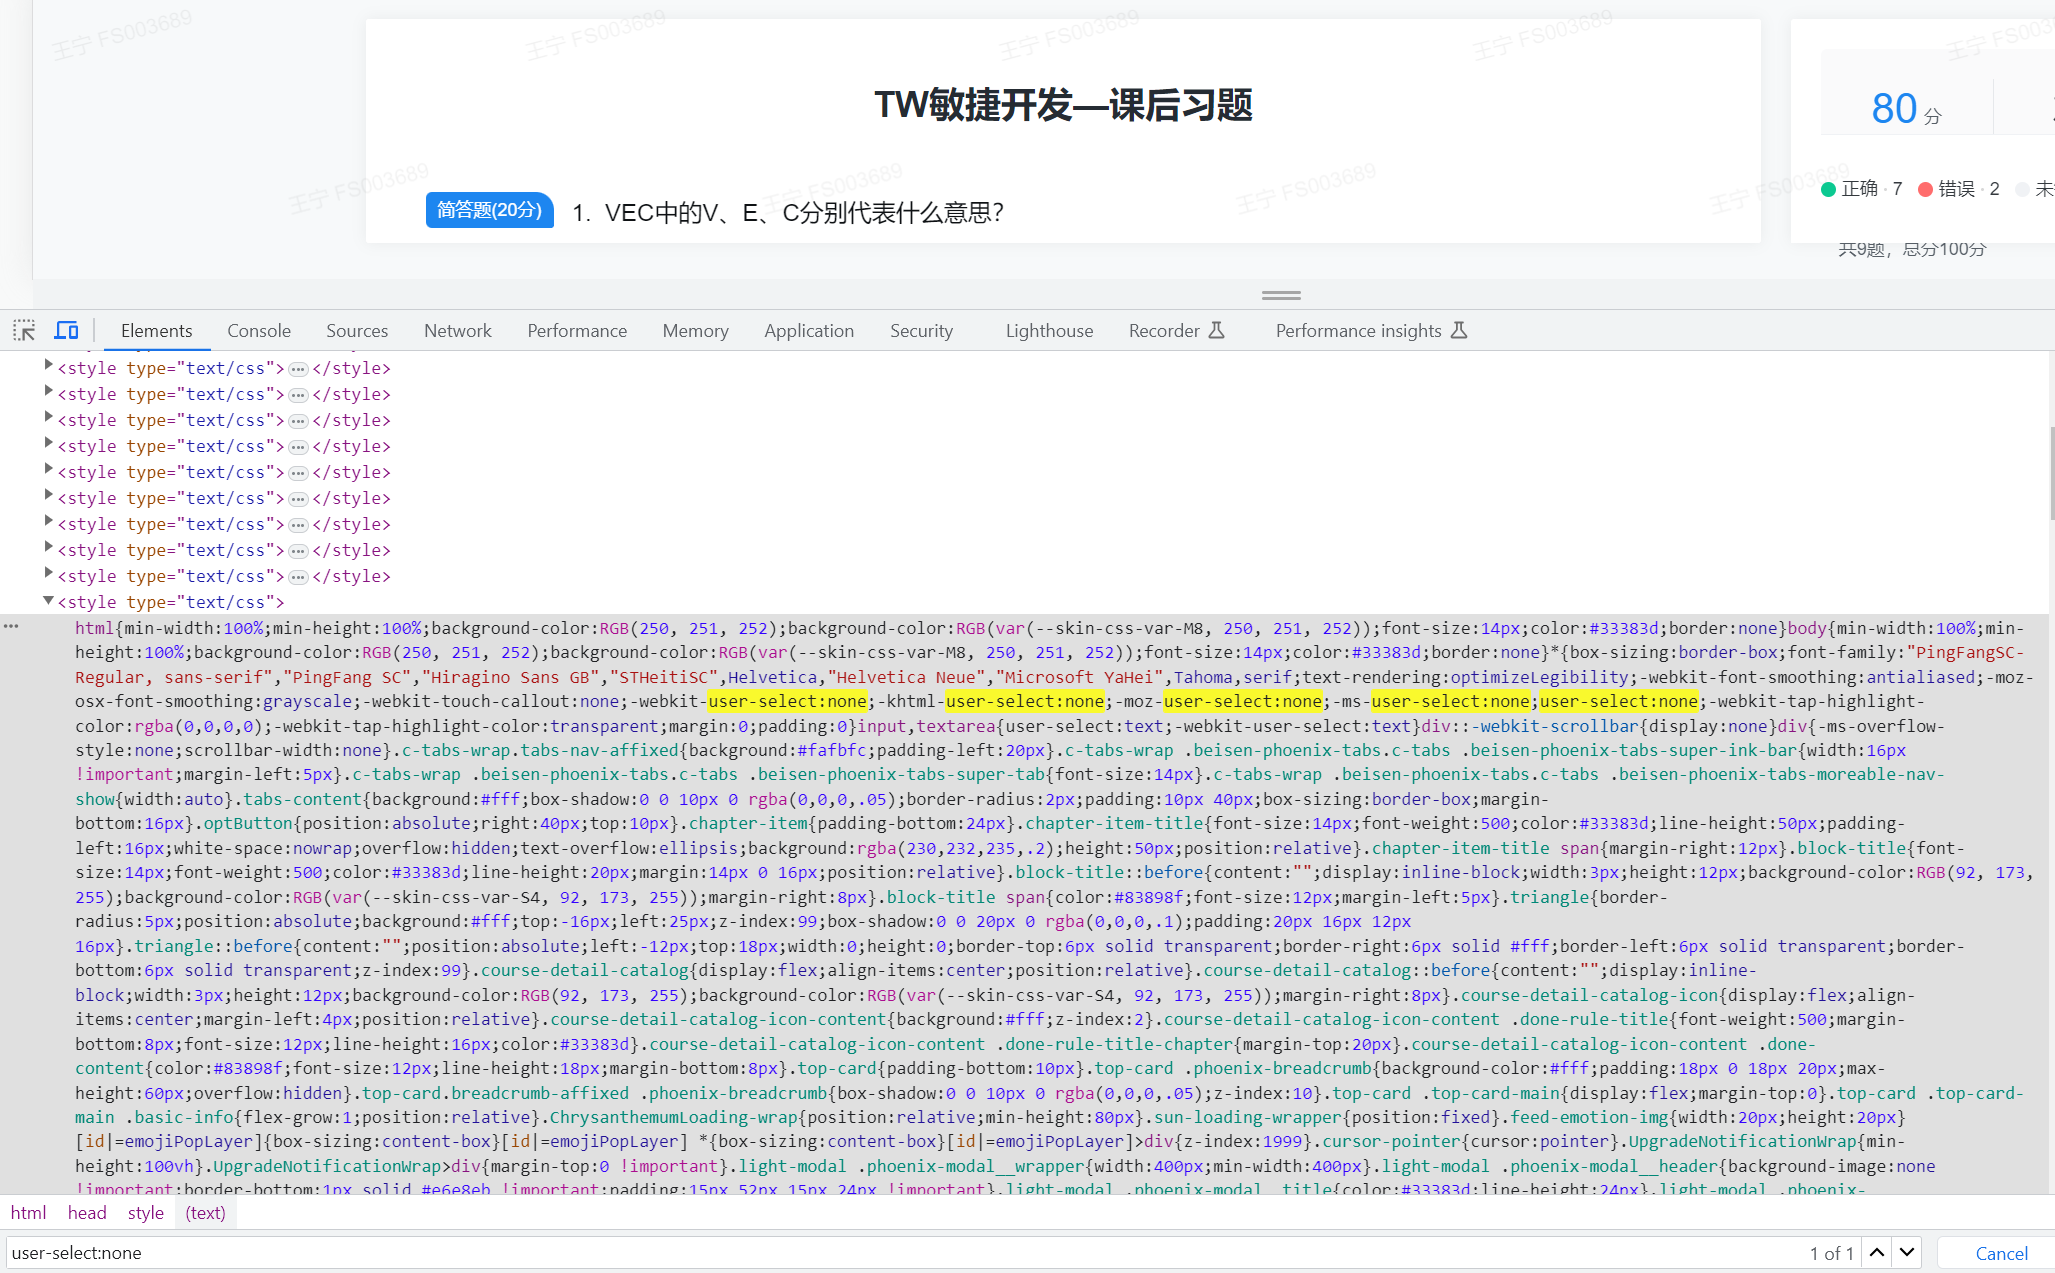 王宁 FS003689
王宁 FS003689
王宁 FS003689
王宁 FS003689
王宁 FS003
TW敏捷开发—课后习题
80 分
王宁 FS003689
王宁 FS003689
王宁 FS003689
王宁 FS003689
正确 · 7 错误 · 2 未
简答题(20分) 1. VEC中的V、E、C分别代表什么意思?
共9题，总分100分
Elements Console Sources Network Performance Memory Application Security Lighthouse Recorder Performance insights
<style type="text/css">…</style>
<style type="text/css">…</style>
<style type="text/css">…</style>
<style type="text/css">…</style>
<style type="text/css">…</style>
<style type="text/css">…</style>
<style type="text/css">…</style>
<style type="text/css">…</style>
<style type="text/css">…</style>
<style type="text/css">
html{min-width:100%;min-height:100%;background-color:RGB(250, 251, 252);background-color:RGB(var(--skin-css-var-M8, 250, 251, 252));font-size:14px;color:#33383d;border:none}body{min-width:100%;min-
height:100%;background-color:RGB(250, 251, 252);background-color:RGB(var(--skin-css-var-M8, 250, 251, 252));font-size:14px;color:#33383d;border:none}*{box-sizing:border-box;font-family:"PingFangSC-
Regular, sans-serif","PingFang SC","Hiragino Sans GB","STHeitiSC",Helvetica,"Helvetica Neue","Microsoft YaHei",Tahoma,serif;text-rendering:optimizeLegibility;-webkit-font-smoothing:antialiased;-moz-
osx-font-smoothing:grayscale;-webkit-touch-callout:none;-webkit-user-select:none;-khtml-user-select:none;-moz-user-select:none;-ms-user-select:none;user-select:none;-webkit-tap-highlight-
color:rgba(0,0,0,0);-webkit-tap-highlight-color:transparent;margin:0;padding:0}input,textarea{user-select:text;-webkit-user-select:text}div::-webkit-scrollbar{display:none}div{-ms-overflow-
style:none;scrollbar-width:none}.c-tabs-wrap.tabs-nav-affixed{background:#fafbfc;padding-left:20px}.c-tabs-wrap .beisen-phoenix-tabs.c-tabs .beisen-phoenix-tabs-super-ink-bar{width:16px
!important;margin-left:5px}.c-tabs-wrap .beisen-phoenix-tabs.c-tabs .beisen-phoenix-tabs-super-tab{font-size:14px}.c-tabs-wrap .beisen-phoenix-tabs.c-tabs .beisen-phoenix-tabs-moreable-nav-
show{width:auto}.tabs-content{background:#fff;box-shadow:0 0 10px 0 rgba(0,0,0,.05);border-radius:2px;padding:10px 40px;box-sizing:border-box;margin-
bottom:16px}.optButton{position:absolute;right:40px;top:10px}.chapter-item{padding-bottom:24px}.chapter-item-title{font-size:14px;font-weight:500;color:#33383d;line-height:50px;padding-
left:16px;white-space:nowrap;overflow:hidden;text-overflow:ellipsis;background:rgba(230,232,235,.2);height:50px;position:relative}.chapter-item-title span{margin-right:12px}.block-title{font-
size:14px;font-weight:500;color:#33383d;line-height:20px;margin:14px 0 16px;position:relative}.block-title::before{content:"";display:inline-block;width:3px;height:12px;background-color:RGB(92, 173,
255);background-color:RGB(var(--skin-css-var-S4, 92, 173, 255));margin-right:8px}.block-title span{color:#83898f;font-size:12px;margin-left:5px}.triangle{border-
radius:5px;position:absolute;background:#fff;top:-16px;left:25px;z-index:99;box-shadow:0 0 20px 0 rgba(0,0,0,.1);padding:20px 16px 12px
16px}.triangle::before{content:"";position:absolute;left:-12px;top:18px;width:0;height:0;border-top:6px solid transparent;border-right:6px solid #fff;border-left:6px solid transparent;border-
bottom:6px solid transparent;z-index:99}.course-detail-catalog{display:flex;align-items:center;position:relative}.course-detail-catalog::before{content:"";display:inline-
block;width:3px;height:12px;background-color:RGB(92, 173, 255);background-color:RGB(var(--skin-css-var-S4, 92, 173, 255));margin-right:8px}.course-detail-catalog-icon{display:flex;align-
items:center;margin-left:4px;position:relative}.course-detail-catalog-icon-content{background:#fff;z-index:2}.course-detail-catalog-icon-content .done-rule-title{font-weight:500;margin-
bottom:8px;font-size:12px;line-height:16px;color:#33383d}.course-detail-catalog-icon-content .done-rule-title-chapter{margin-top:20px}.course-detail-catalog-icon-content .done-
content{color:#83898f;font-size:12px;line-height:18px;margin-bottom:8px}.top-card{padding-bottom:10px}.top-card .phoenix-breadcrumb{background-color:#fff;padding:18px 0 18px 20px;max-
height:60px;overflow:hidden}.top-card.breadcrumb-affixed .phoenix-breadcrumb{box-shadow:0 0 10px 0 rgba(0,0,0,.05);z-index:10}.top-card .top-card-main{display:flex;margin-top:0}.top-card .top-card-
main .basic-info{flex-grow:1;position:relative}.ChrysanthemumLoading-wrap{position:relative;min-height:80px}.sun-loading-wrapper{position:fixed}.feed-emotion-img{width:20px;height:20px}
[id|=emojiPopLayer]{box-sizing:content-box}[id|=emojiPopLayer] *{box-sizing:content-box}[id|=emojiPopLayer]>div{z-index:1999}.cursor-pointer{cursor:pointer}.UpgradeNotificationWrap{min-
height:100vh}.UpgradeNotificationWrap>div{margin-top:0 !important}.light-modal .phoenix-modal__wrapper{width:400px;min-width:400px}.light-modal .phoenix-modal__header{background-image:none
!important;border-bottom:1px solid #e6e8eb !important;padding:15px 52px 15px 24px !important}.light-modal .phoenix-modal__title{color:#33383d;line-height:24px}.light-modal .phoenix-
html head style (text)
user-select:none 1 of 1 Cancel